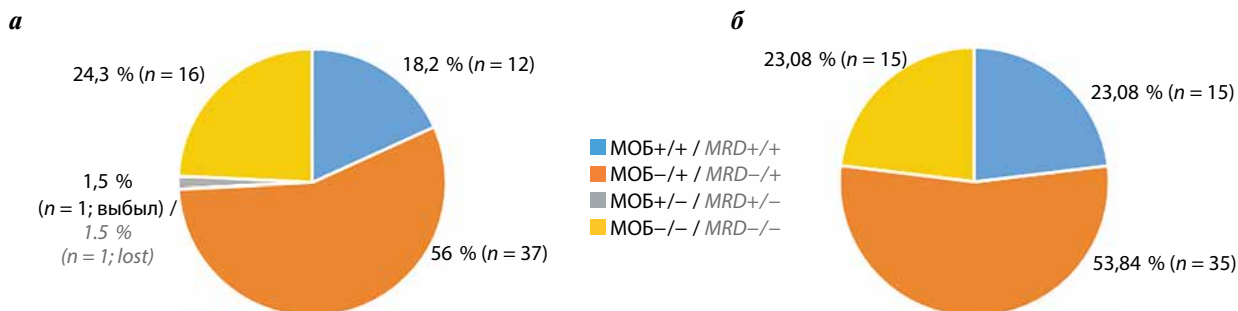 а
24,3 % (n = 16)
18,2 % (n = 12)
1,5 %
(n = 1; выбыл) /
1.5 %
(n = 1; lost)
56 % (n = 37)
МОБ+/+ / MRD+/+
МОБ−/+ / MRD−/+
МОБ+/− / MRD+/−
МОБ−/− / MRD−/−
б
23,08 % (n = 15)
23,08 % (n = 15)
53,84 % (n = 35)